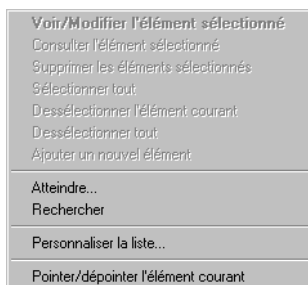 Voir/Modifier l'élément sélectionné
Consulter l'élément sélectionné
Supprimer les éléments sélectionnés
Sélectionner tout
Dessélectionner l'élément courant
Dessélectionner tout
Ajouter un nouvel élément
Atteindre...
Rechercher
Personnaliser la liste...
Pointer/dépointer l'élément courant